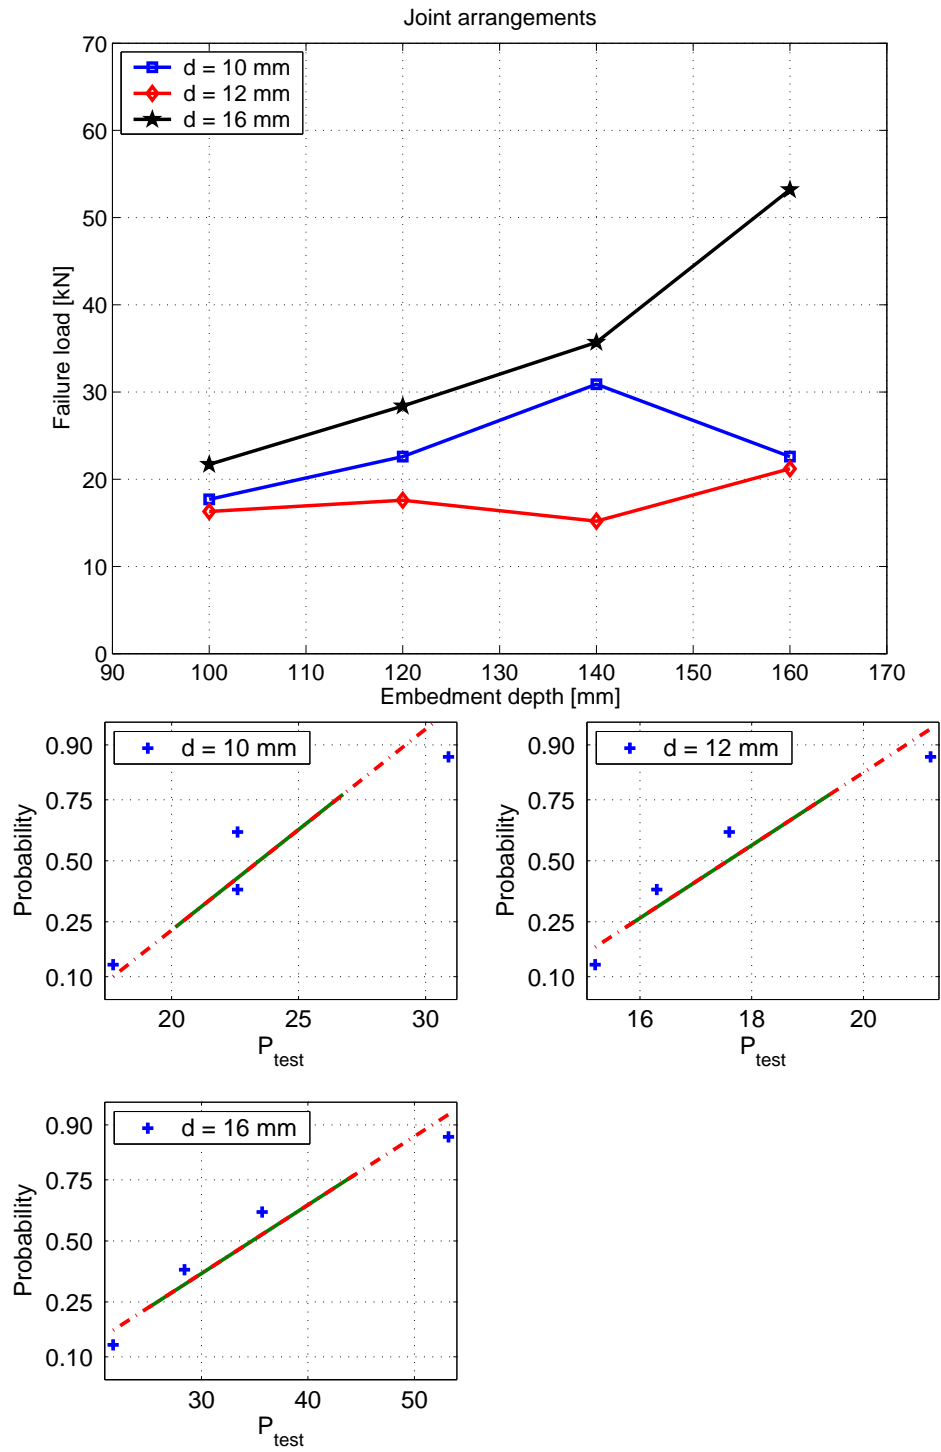 Joint arrangements
70
60
50
40
30
20
10
0
Failure load [kN]
d = 10 mm
d = 12 mm
d = 16 mm
90 100 110 120 130 140 150 160 170
Embedment depth [mm]
0.90
0.75
0.50
0.25
0.10
Probability
d = 10 mm
20 25 30
P_test
0.90
0.75
0.50
0.25
0.10
Probability
d = 12 mm
16 18 20
P_test
0.90
0.75
0.50
0.25
0.10
Probability
d = 16 mm
30 40 50
P_test